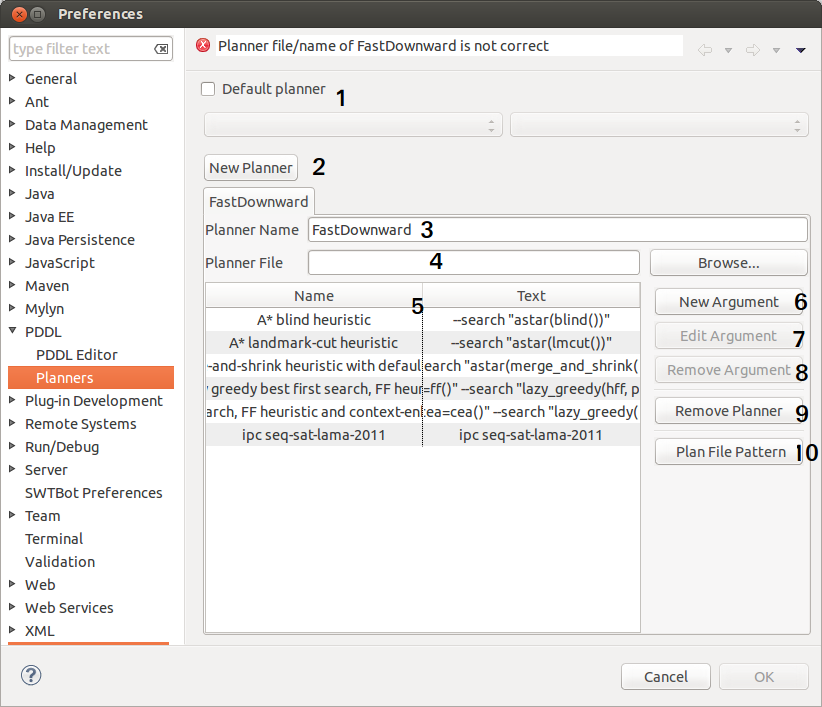 Preferences
type filter text
General
Ant
Data Management
Help
Install/Update
Java
Java EE
Java Persistence
JavaScript
Maven
Mylyn
PDDL
PDDL Editor
Planners
Plug-in Development
Remote Systems
Run/Debug
Server
SWTBot Preferences
Team
Terminal
Validation
Web
Web Services
XML
Planner file/name of FastDownward is not correct
Default planner 1
New Planner 2
FastDownward
Planner Name FastDownward 3
Planner File 4 Browse...
Name 5 Text
A* blind heuristic --search "astar(blind())"
A* landmark-cut heuristic --search "astar(lmcut())"
-and-shrink heuristic with defaul earch "astar(merge_and_shrink(
greedy best first search, FF heur =ff()" --search "lazy_greedy(hff, p
arch, FF heuristic and context-en :ea=cea()" --search "lazy_greedy(
ipc seq-sat-lama-2011 ipc seq-sat-lama-2011
New Argument 6
Edit Argument 7
Remove Argument 8
Remove Planner 9
Plan File Pattern 10
?
Cancel OK